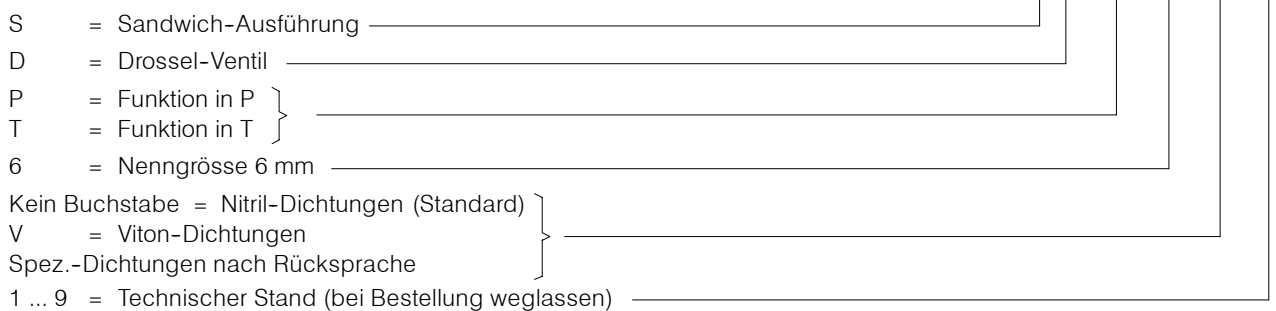 S = Sandwich-Ausführung
D = Drossel-Ventil
P = Funktion in P
T = Funktion in T
6 = Nenngrösse 6 mm
Kein Buchstabe = Nitril-Dichtungen (Standard)
V = Viton-Dichtungen
Spez.-Dichtungen nach Rücksprache
1 ... 9 = Technischer Stand (bei Bestellung weglassen)